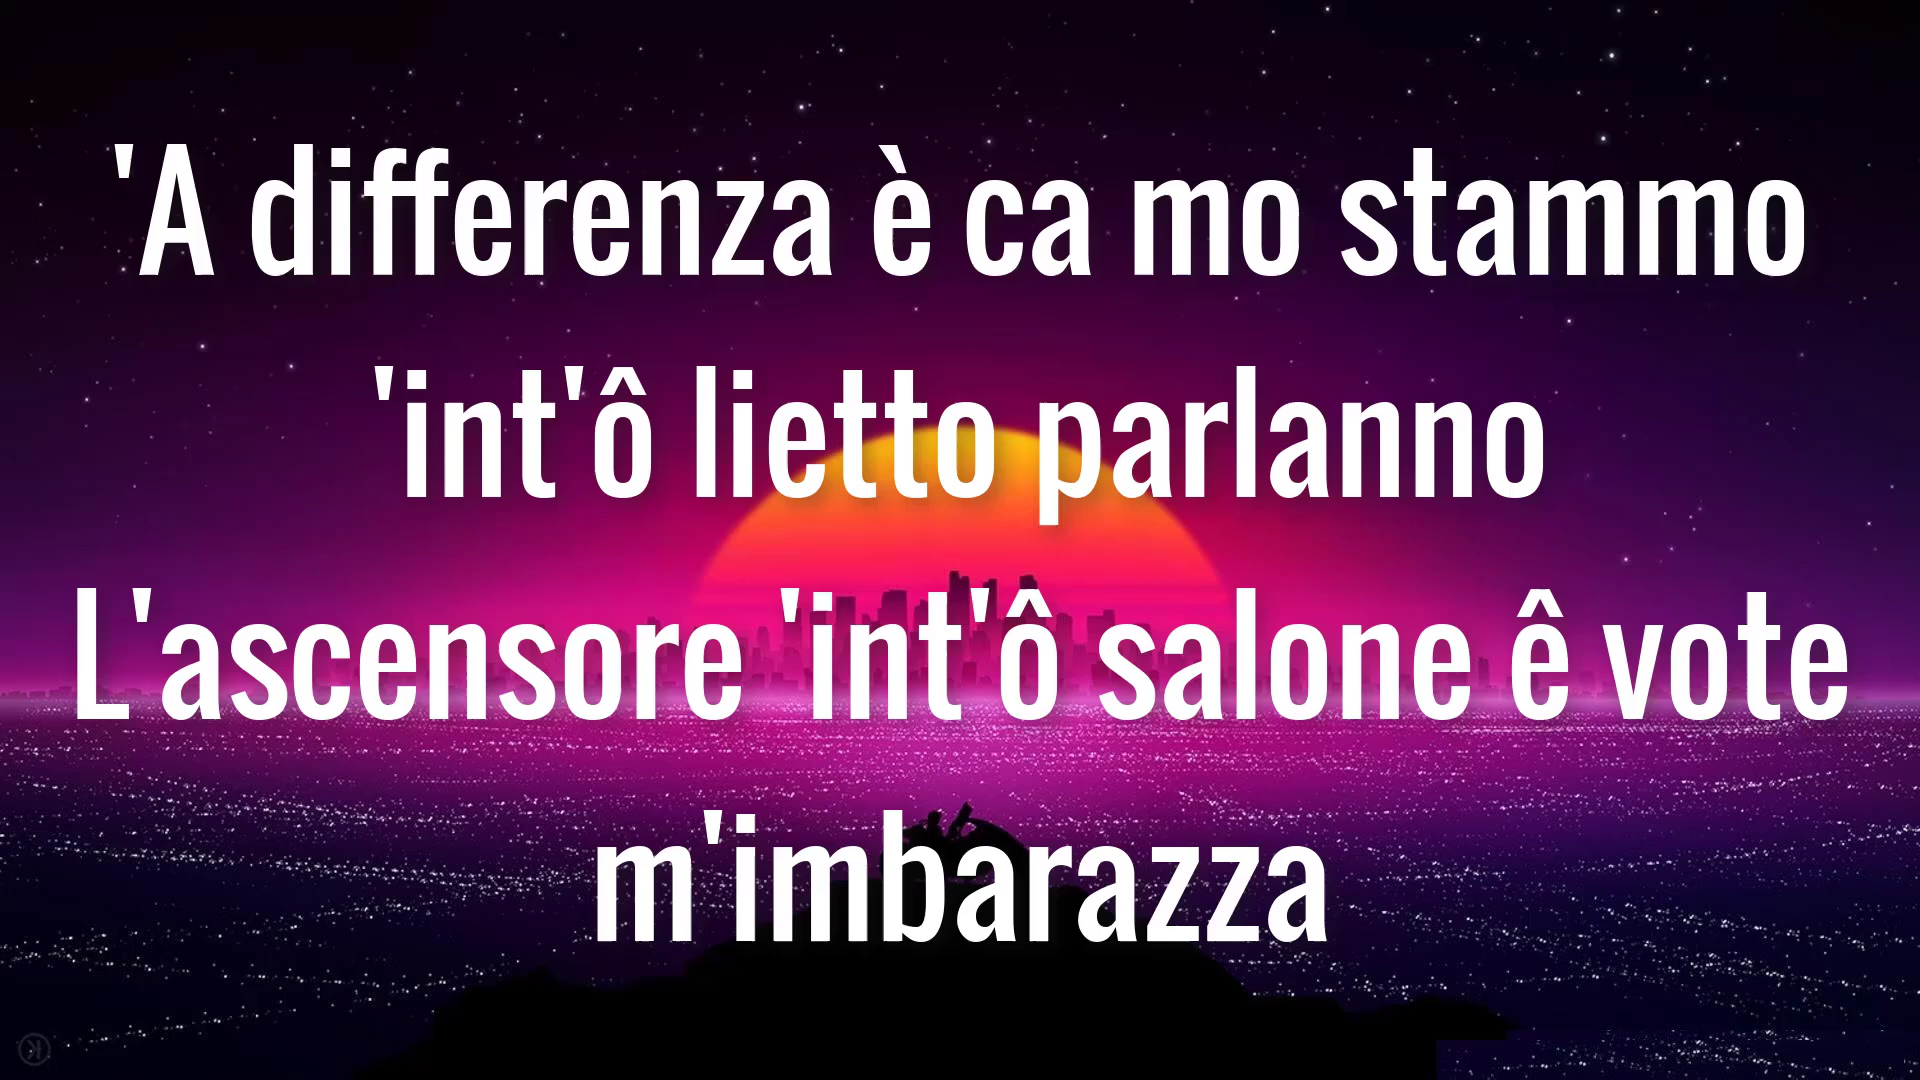 'A differenza è ca mo stammo
'int'ô lietto parlanno
L'ascensore 'int'ô salone ê vote
m'imbarazza